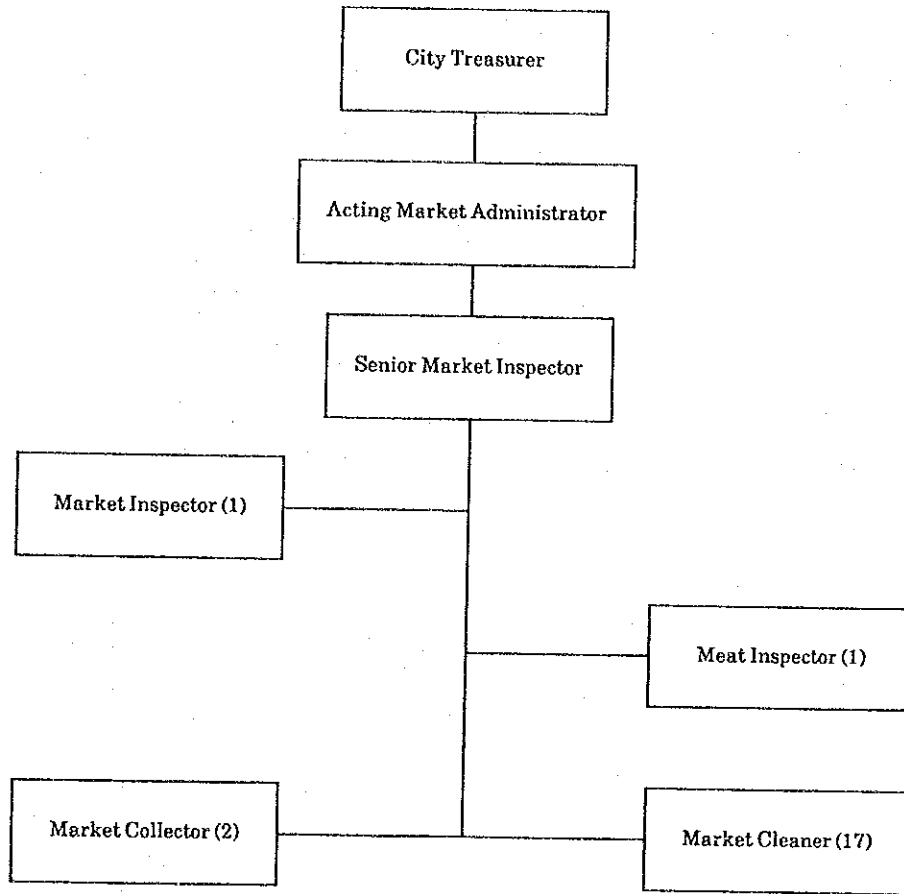 City Treasurer
Acting Market Administrator
Senior Market Inspector
Market Inspector (1)
Meat Inspector (1)
Market Collector (2)
Market Cleaner (17)